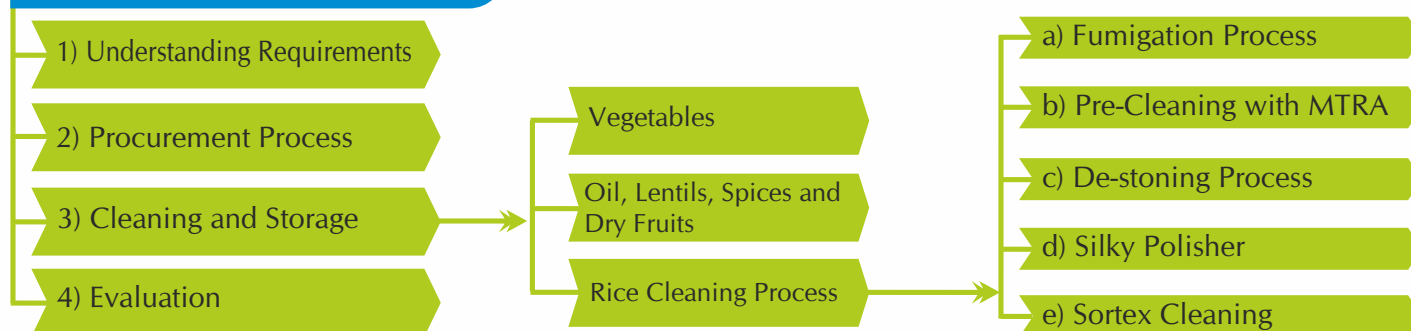 1) Understanding Requirements
2) Procurement Process
3) Cleaning and Storage
4) Evaluation
Vegetables
Oil, Lentils, Spices and
Dry Fruits
Rice Cleaning Process
a) Fumigation Process
b) Pre-Cleaning with MTRA
c) De-stoning Process
d) Silky Polisher
e) Sortex Cleaning